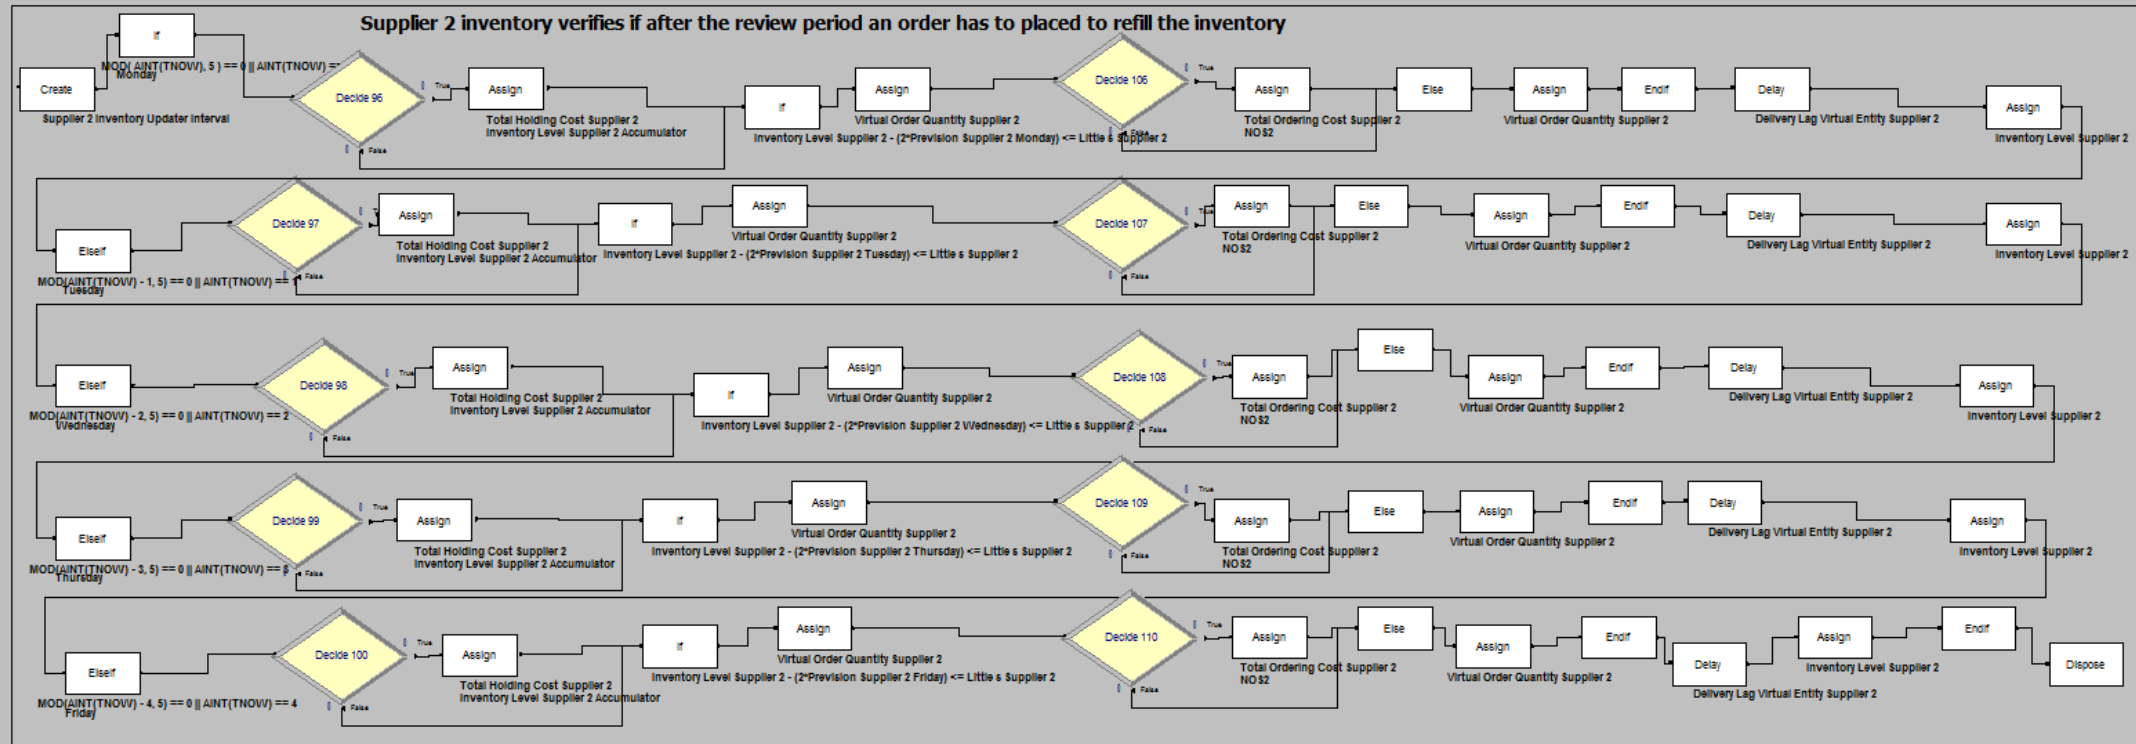 Supplier 2 inventory verifies if after the review period an order has to placed to refill the inventory
If
MOD( AINT(TNOW), 5 ) == 0 || AINT(TNOW) ==
Monday
Create
Supplier 2 Inventory Updater Interval
Decide 96
True
False
Assign
Total Holding Cost Supplier 2
Inventory Level Supplier 2 Accumulator
If
Inventory Level Supplier 2 - (2*Prevision Supplier 2 Monday) <= Little s Supplier 2
Assign
Virtual Order Quantity Supplier 2
Decide 106
True
False
Assign
Total Ordering Cost Supplier 2
NOS2
Else
Assign
Virtual Order Quantity Supplier 2
Endif
Delay
Delivery Lag Virtual Entity Supplier 2
Assign
Inventory Level Supplier 2
Elseif
MOD(AINT(TNOW) - 1, 5) == 0 || AINT(TNOW) == 1
Tuesday
Decide 97
False
Assign
Total Holding Cost Supplier 2
Inventory Level Supplier 2 Accumulator
If
Inventory Level Supplier 2 - (2*Prevision Supplier 2 Tuesday) <= Little s Supplier 2
Assign
Virtual Order Quantity Supplier 2
Decide 107
True
False
Assign
Total Ordering Cost Supplier 2
NOS2
Else
Assign
Virtual Order Quantity Supplier 2
Endif
Delay
Delivery Lag Virtual Entity Supplier 2
Assign
Inventory Level Supplier 2
Elseif
MOD(AINT(TNOW) - 2, 5) == 0 || AINT(TNOW) == 2
Wednesday
Decide 98
True
False
Assign
Total Holding Cost Supplier 2
Inventory Level Supplier 2 Accumulator
If
Inventory Level Supplier 2 - (2*Prevision Supplier 2 Wednesday) <= Little s Supplier 2
Assign
Virtual Order Quantity Supplier 2
Decide 108
True
False
Assign
Total Ordering Cost Supplier 2
NOS2
Else
Assign
Virtual Order Quantity Supplier 2
Endif
Delay
Delivery Lag Virtual Entity Supplier 2
Assign
Inventory Level Supplier 2
Elseif
MOD(AINT(TNOW) - 3, 5) == 0 || AINT(TNOW) == 3
Thursday
Decide 99
True
False
Assign
Total Holding Cost Supplier 2
Inventory Level Supplier 2 Accumulator
If
Inventory Level Supplier 2 - (2*Prevision Supplier 2 Thursday) <= Little s Supplier 2
Assign
Virtual Order Quantity Supplier 2
Decide 109
True
False
Assign
Total Ordering Cost Supplier 2
NOS2
Else
Assign
Virtual Order Quantity Supplier 2
Endif
Delay
Delivery Lag Virtual Entity Supplier 2
Assign
Inventory Level Supplier 2
Elseif
MOD(AINT(TNOW) - 4, 5) == 0 || AINT(TNOW) == 4
Friday
Decide 100
True
False
Assign
Total Holding Cost Supplier 2
Inventory Level Supplier 2 Accumulator
If
Inventory Level Supplier 2 - (2*Prevision Supplier 2 Friday) <= Little s Supplier 2
Assign
Virtual Order Quantity Supplier 2
Decide 110
True
False
Assign
Total Ordering Cost Supplier 2
NOS2
Else
Assign
Virtual Order Quantity Supplier 2
Endif
Delay
Delivery Lag Virtual Entity Supplier 2
Assign
Inventory Level Supplier 2
Endif
Dispose